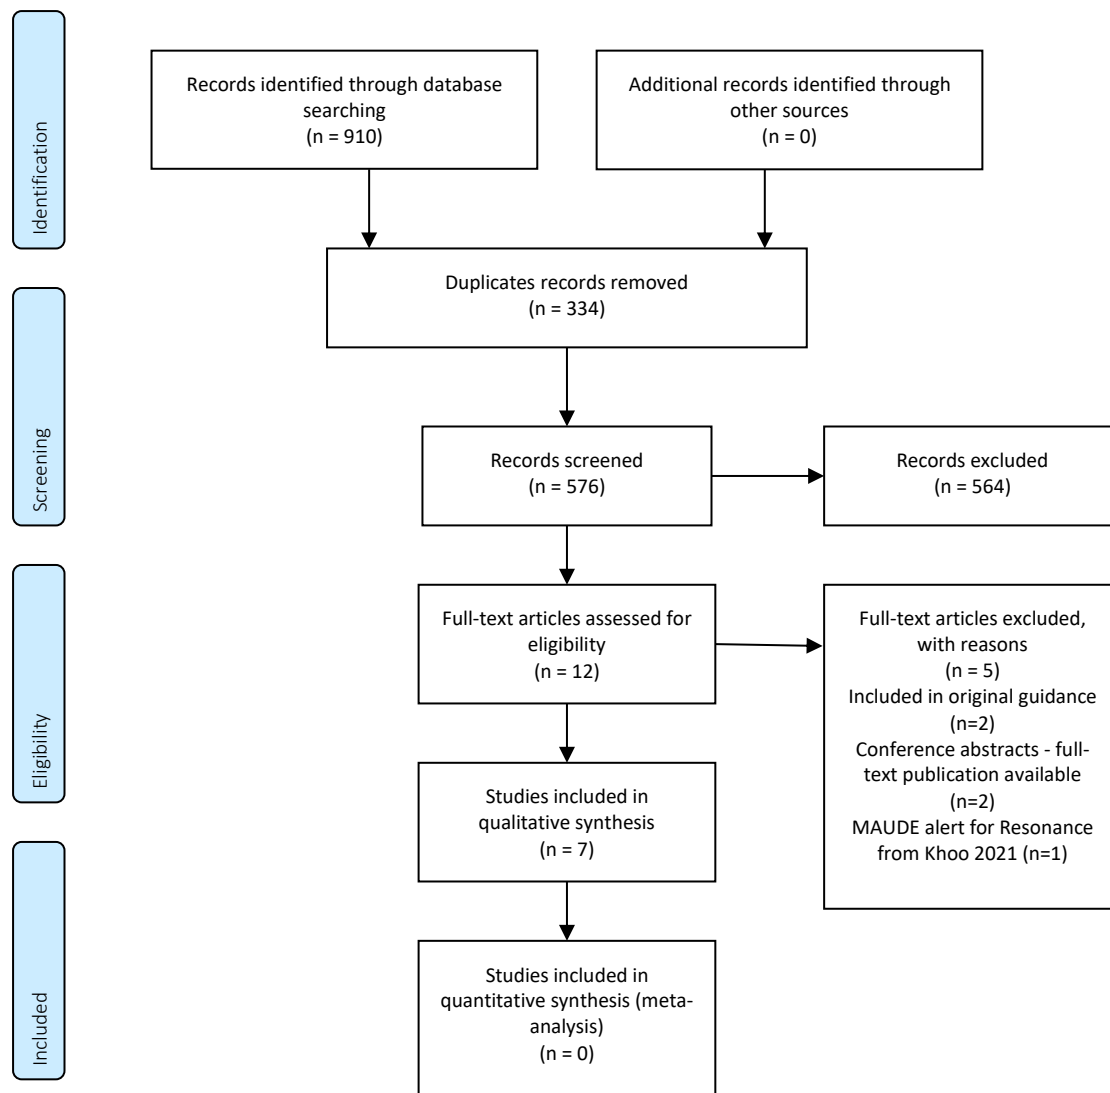 Identification
Records identified through database
searching
(n = 910)
Additional records identified through
other sources
(n = 0)
Duplicates records removed
(n = 334)
Screening
Records screened
(n = 576)
Records excluded
(n = 564)
Eligibility
Full-text articles assessed for
eligibility
(n = 12)
Full-text articles excluded,
with reasons
(n = 5)
Included in original guidance
(n=2)
Conference abstracts - full-
text publication available
(n=2)
MAUDE alert for Resonance
from Khoo 2021 (n=1)
Studies included in
qualitative synthesis
(n = 7)
Included
Studies included in
quantitative synthesis (meta-
analysis)
(n = 0)